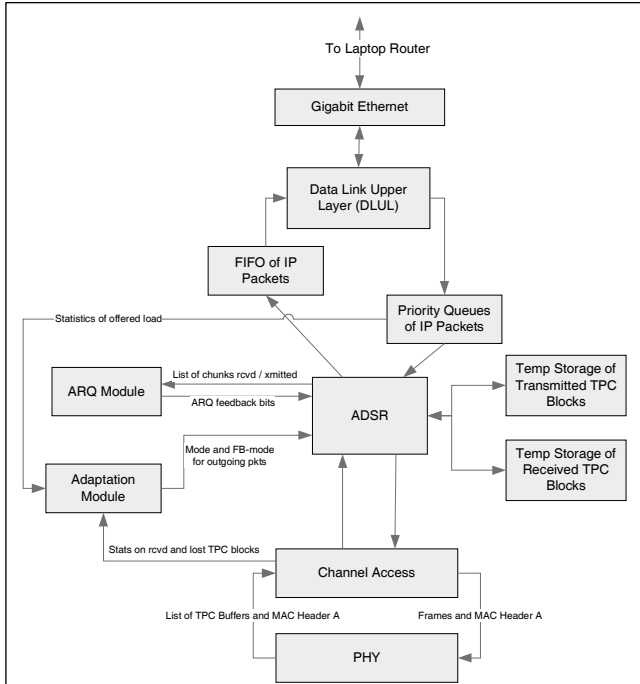 To Laptop Router
Gigabit Ethernet
Data Link Upper
Layer (DLUL)
FIFO of IP
Packets
Priority Queues
of IP Packets
Statistics of offered load
List of chunks rcvd / xmitted
ARQ Module
ARQ feedback bits
ADSR
Temp Storage of
Transmitted TPC
Blocks
Mode and FB-mode
for outgoing pkts
Adaptation
Module
Temp Storage of
Received TPC
Blocks
Stats on rcvd and lost TPC blocks
Channel Access
List of TPC Buffers and MAC Header A
Frames and MAC Header A
PHY